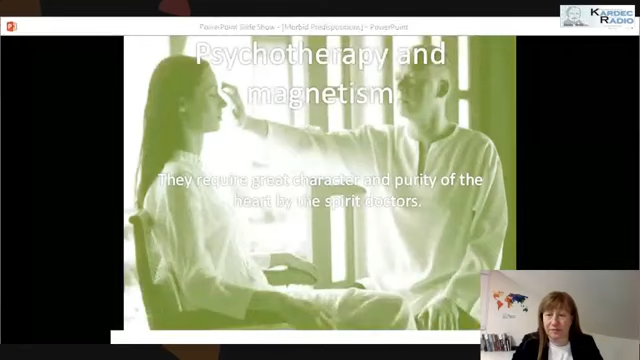 KARDEC
RADIO
PowerPoint Slide Show - [Morbid Predispositions] - PowerPoint
Psychotherapy and
magnetism
They require great character and purity of the
heart by the spirit doctors.